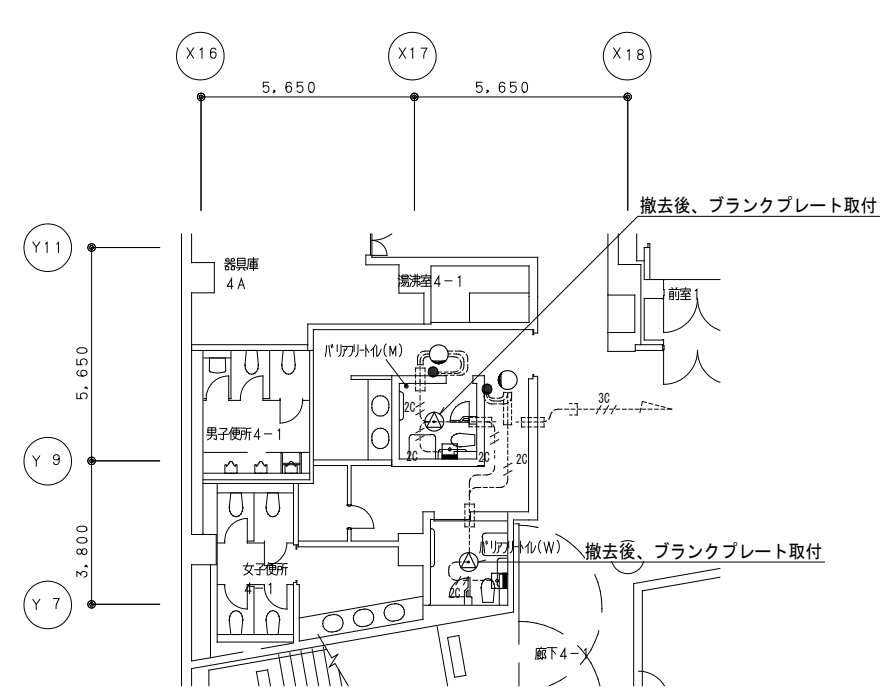 X16
X17
X18
5,650
5,650
撤去後、ブランクプレート取付
Y11
器具庫
4A
湯沸室4-1
前室1
バリアフリートイレ(M)
5,650
3C
2C
男子便所4-1
2C
2C
2C
Y 9
3,800
バリアフリートイレ(W)
撤去後、ブランクプレート取付
女子便所
4-1
2C
Y 7
廊下4-1